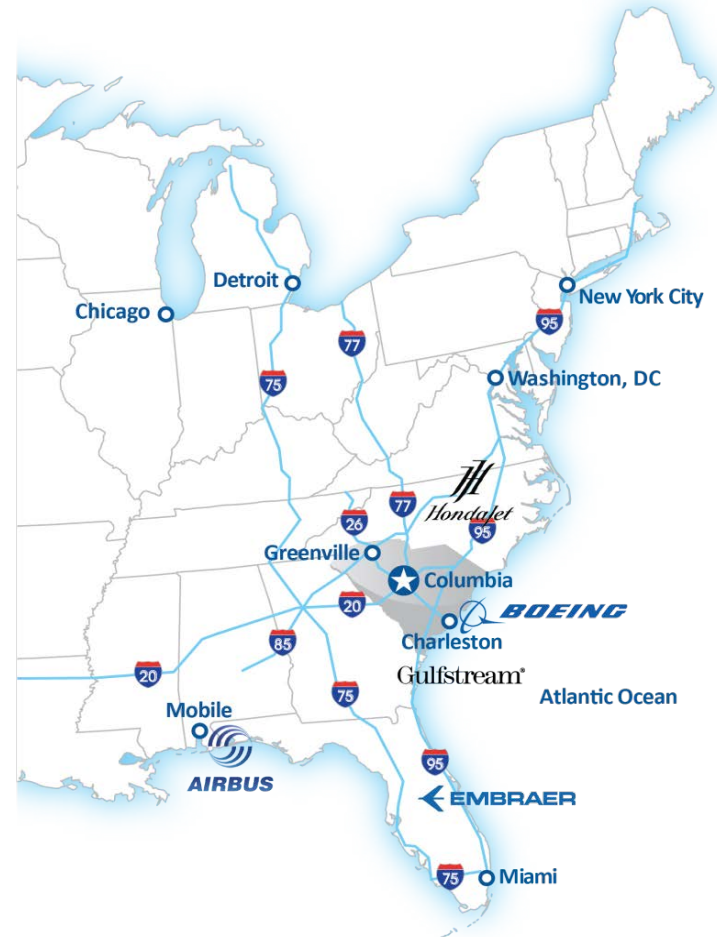 Detroit
Chicago
New York City
95
77
75
Washington, DC
HondaJet
77
26
95
Greenville
Columbia
20
BOEING
Charleston
85
Gulfstream®
20
75
Atlantic Ocean
Mobile
AIRBUS
95
EMBRAER
75
Miami